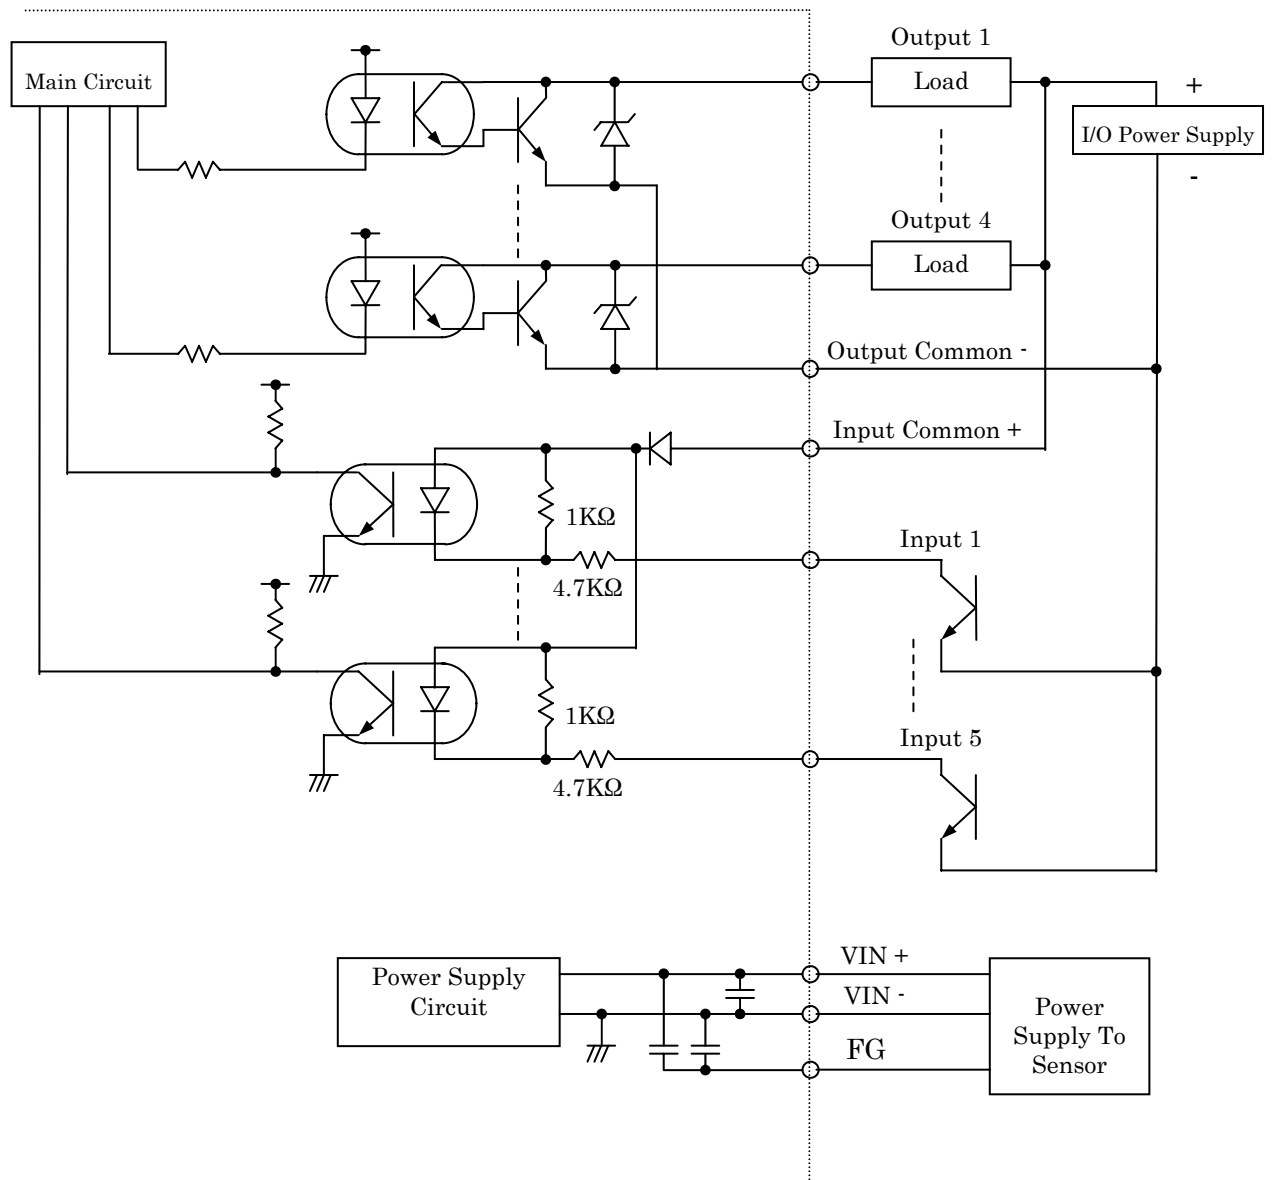 Output 1
Main Circuit
Load
+
I/O Power Supply
-
Output 4
Load
Output Common -
Input Common +
1KΩ
Input 1
4.7KΩ
1KΩ
Input 5
4.7KΩ
VIN +
Power Supply
Circuit
VIN -
Power
Supply To
Sensor
FG